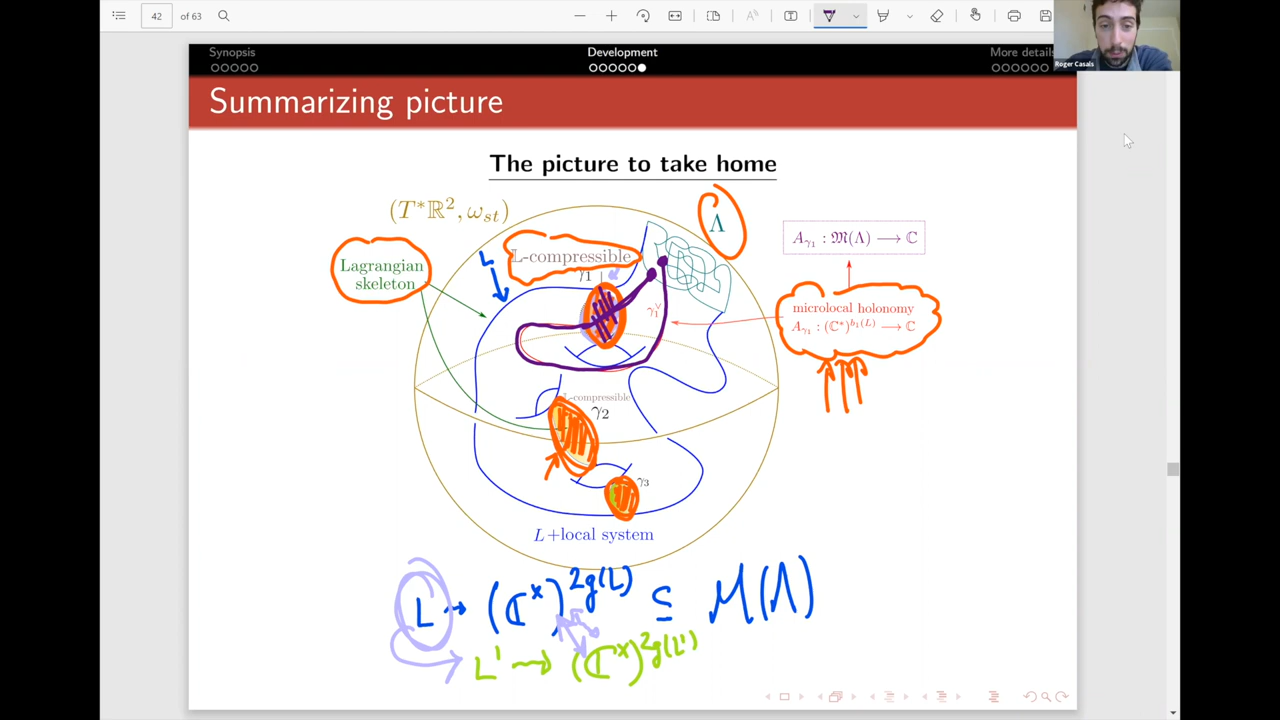 42 of 63
Roger Casals
Synopsis Development More details
Summarizing picture
The picture to take home
(T*ℝ², ω_st)
Λ
L-compressible
γ₁
L
Lagrangian
skeleton
A_γ₁ : 𝔐(Λ) ⟶ ℂ
microlocal holonomy
A_γ₁ : (ℂ*)^{b₁(L)} ⟶ ℂ
γ₁^∨
L-compressible
γ₂
γ₃
L+local system
L → (ℂ^×)^{2g(L)} ⊆ M(Λ)
L' → (ℂ^×)^{2g(L')}